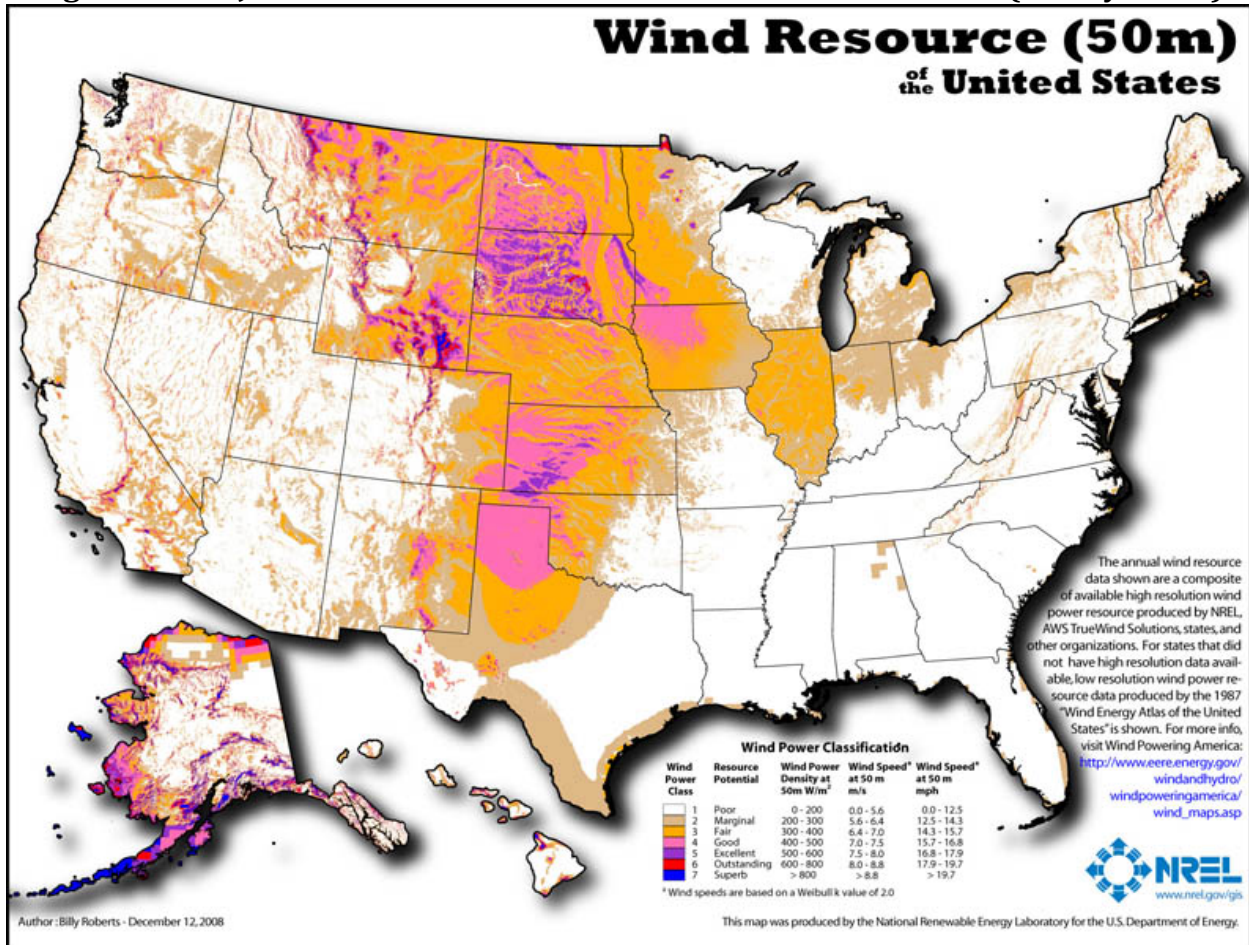 Wind Resource (50m)
of the United States
The annual wind resource
data shown are a composite
of available high resolution wind
power resource produced by NREL,
AWS TrueWind Solutions, states, and
other organizations. For states that did
not have high resolution data avail-
able, low resolution wind power re-
source data produced by the 1987
"Wind Energy Atlas of the United
States" is shown. For more info,
visit Wind Powering America:
http://www.eere.energy.gov/
windandhydro/
windpoweringamerica/
wind_maps.asp
Wind Power Classification
Wind Power Class Resource Potential Wind Power Density at 50m W/m² Wind Speedª at 50 m m/s Wind Speedª at 50 m mph
1 Poor 0 - 200 0.0 - 5.6 0.0 - 12.5
2 Marginal 200 - 300 5.6 - 6.4 12.5 - 14.3
3 Fair 300 - 400 6.4 - 7.0 14.3 - 15.7
4 Good 400 - 500 7.0 - 7.5 15.7 - 16.8
5 Excellent 500 - 600 7.5 - 8.0 16.8 - 17.9
6 Outstanding 600 - 800 8.0 - 8.8 17.9 - 19.7
7 Superb > 800 > 8.8 > 19.7
ª Wind speeds are based on a Weibull k value of 2.0
NREL
www.nrel.gov/gis
Author : Billy Roberts - December 12, 2008
This map was produced by the National Renewable Energy Laboratory for the U.S. Department of Energy.